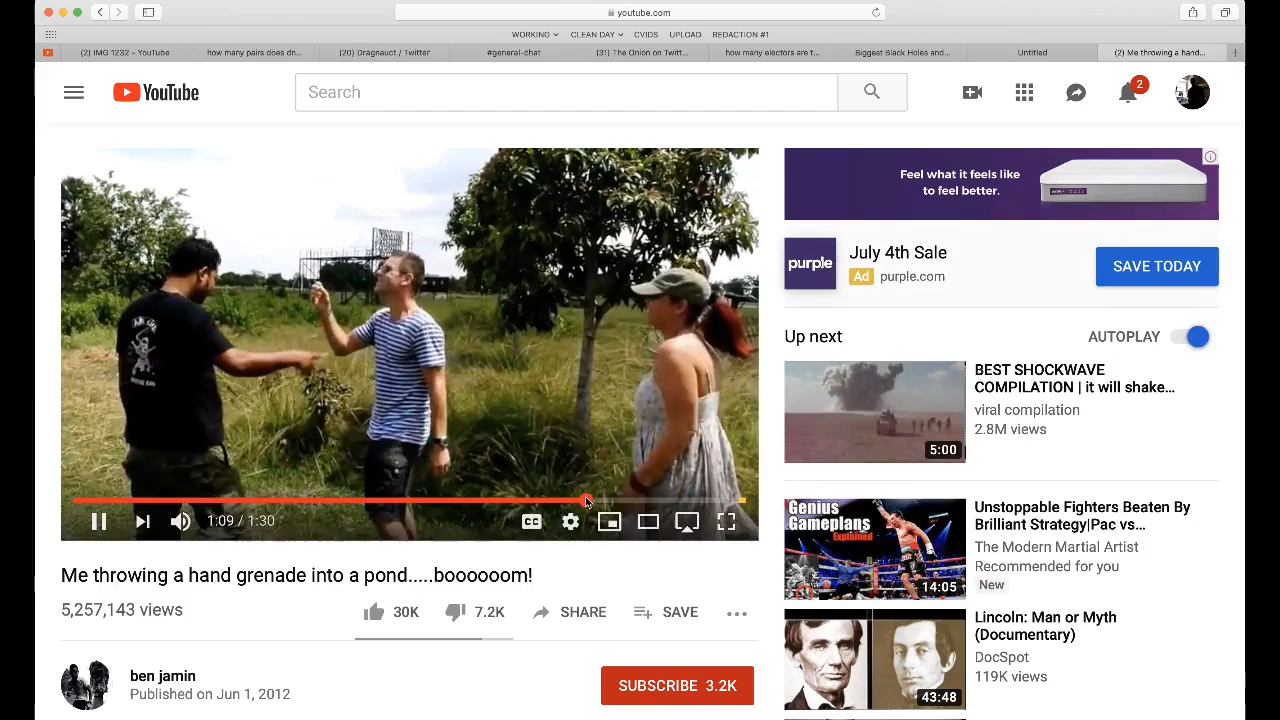 youtube.com
WORKING
CLEAN DAY
CVIDS
UPLOAD
REDACTION #1
(2) IMG 1232 - YouTube
how many pairs does dn...
(20) Dragnauct / Twitter
#general-chat
(31) The Onion on Twitt...
how many electors are t...
Biggest Black Holes and...
Untitled
(2) Me throwing a hand...
YouTube
Search
2
Feel what it feels like
to feel better.
purple
July 4th Sale
Ad purple.com
SAVE TODAY
Up next
AUTOPLAY
BEST SHOCKWAVE
COMPILATION | it will shake...
viral compilation
2.8M views
5:00
Genius
Gameplans
Explained
14:05
Unstoppable Fighters Beaten By
Brilliant Strategy|Pac vs...
The Modern Martial Artist
Recommended for you
New
43:48
Lincoln: Man or Myth
(Documentary)
DocSpot
119K views
1:09 / 1:30
CC
Me throwing a hand grenade into a pond.....boooooom!
5,257,143 views
30K
7.2K
SHARE
SAVE
ben jamin
Published on Jun 1, 2012
SUBSCRIBE 3.2K